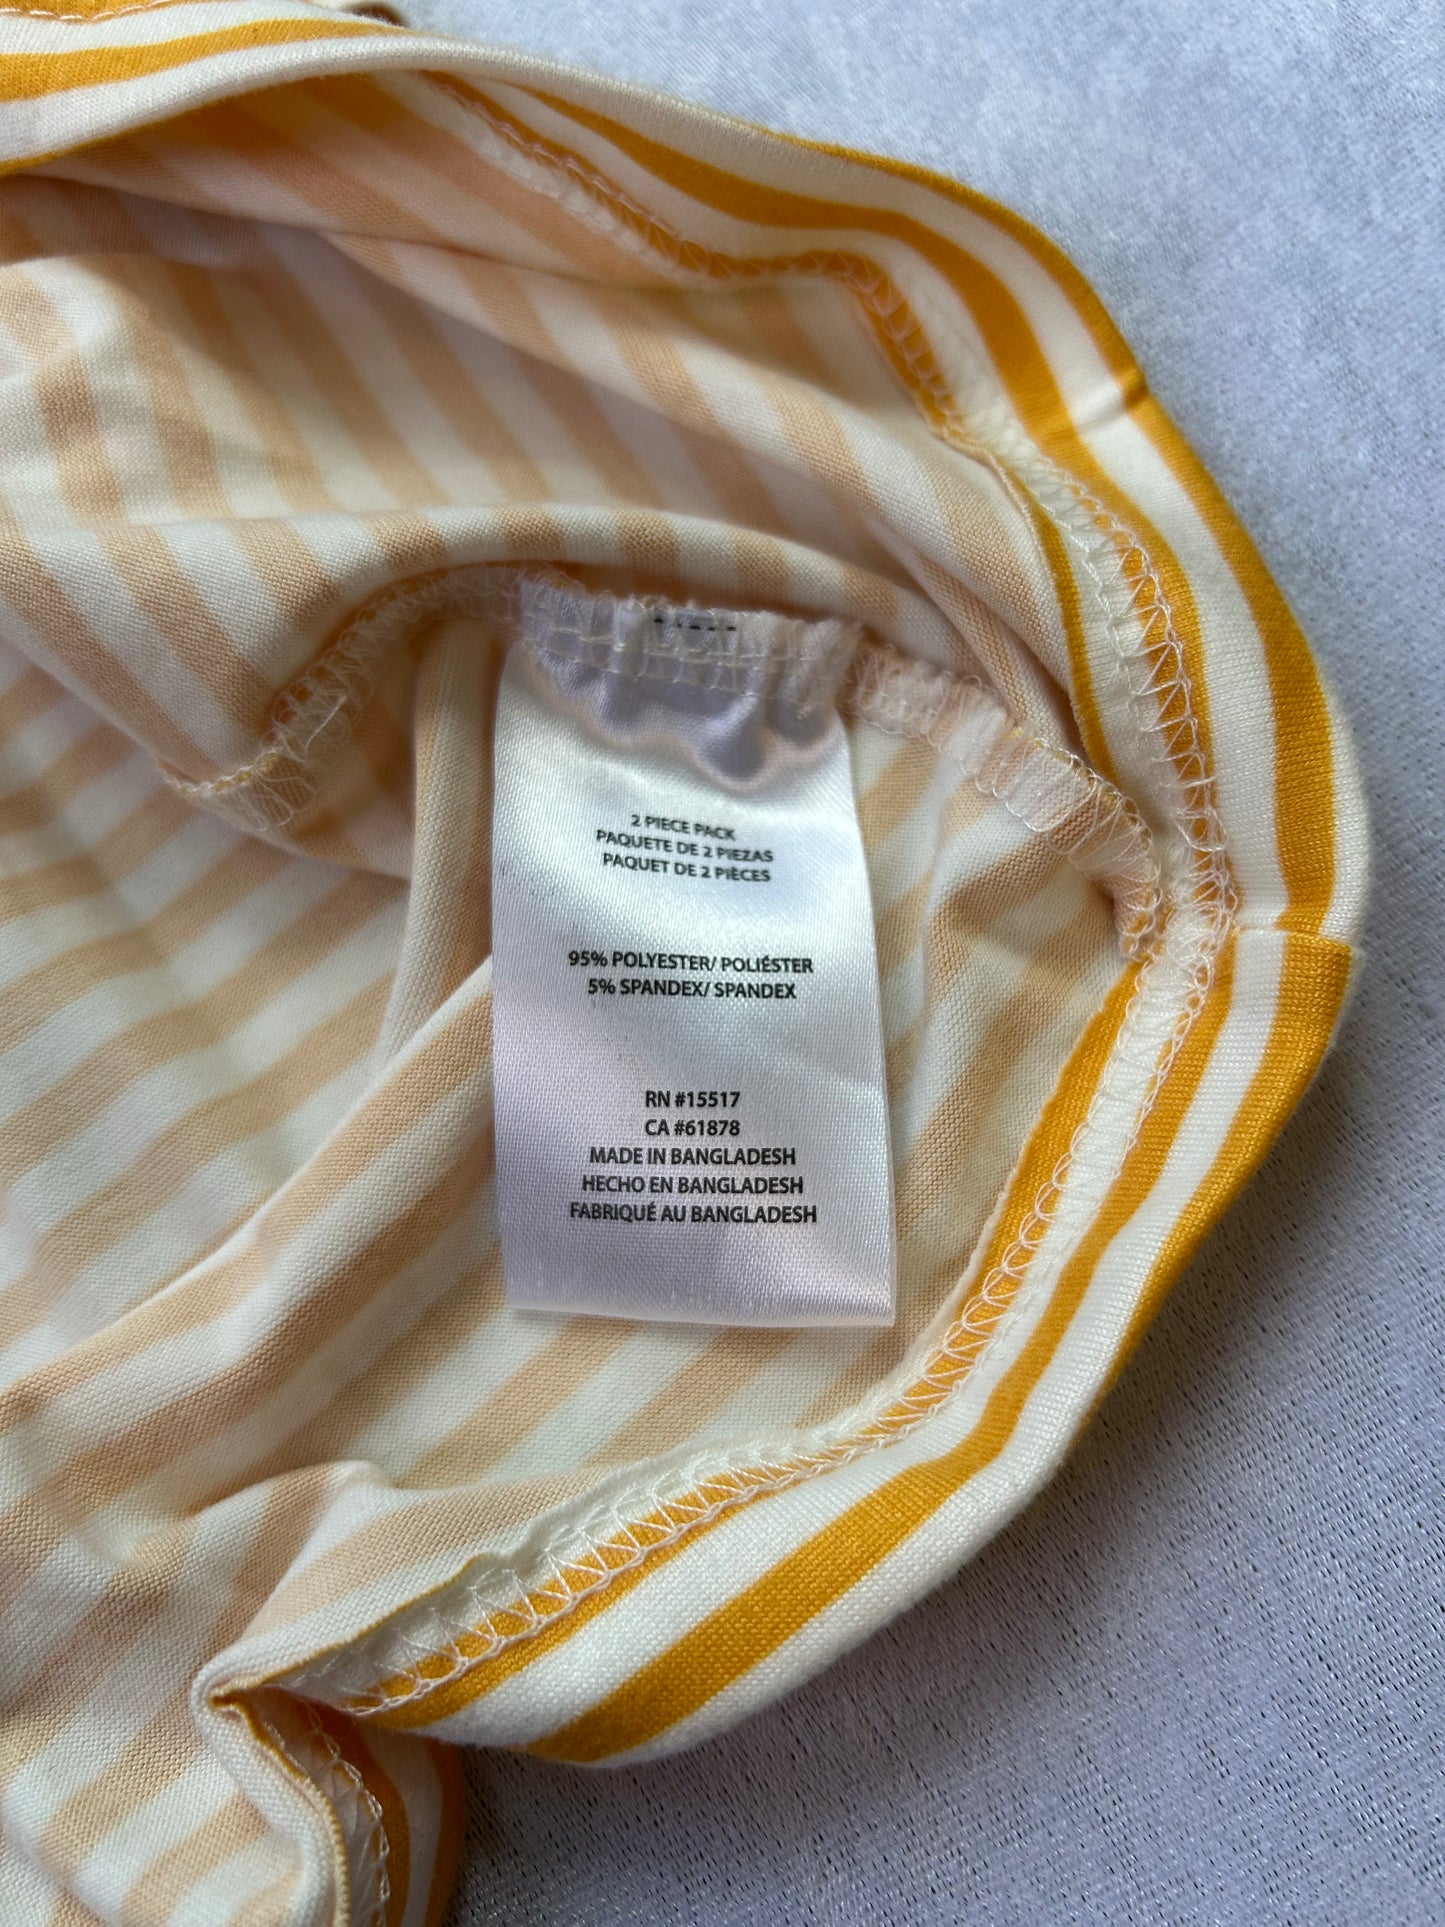 2 PIECE PACK
PAQUETE DE 2 PIEZAS
PAQUET DE 2 PIÈCES
95% POLYESTER/ POLIÉSTER
5% SPANDEX/ SPANDEX
RN #15517
CA #61878
MADE IN BANGLADESH
HECHO EN BANGLADESH
FABRIQUÉ AU BANGLADESH